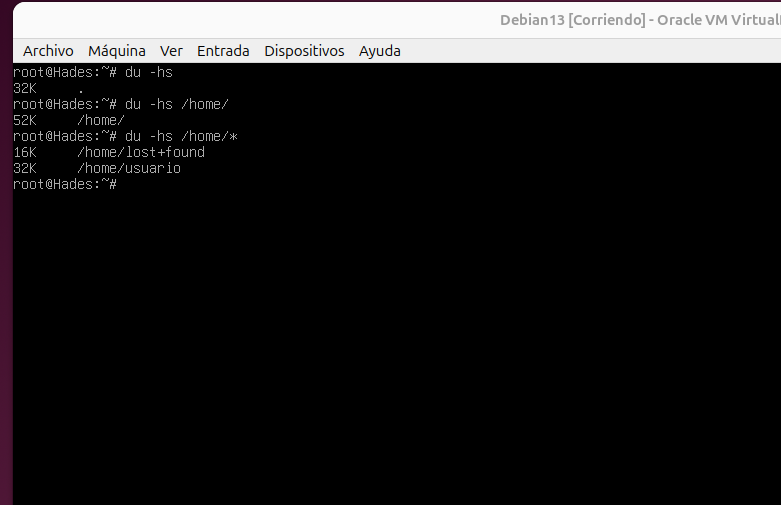 Debian13 [Corriendo] - Oracle VM Virtual
Archivo Máquina Ver Entrada Dispositivos Ayuda
root@Hades:~# du -hs
32K .
root@Hades:~# du -hs /home/
52K /home/
root@Hades:~# du -hs /home/*
16K /home/lost+found
32K /home/usuario
root@Hades:~#